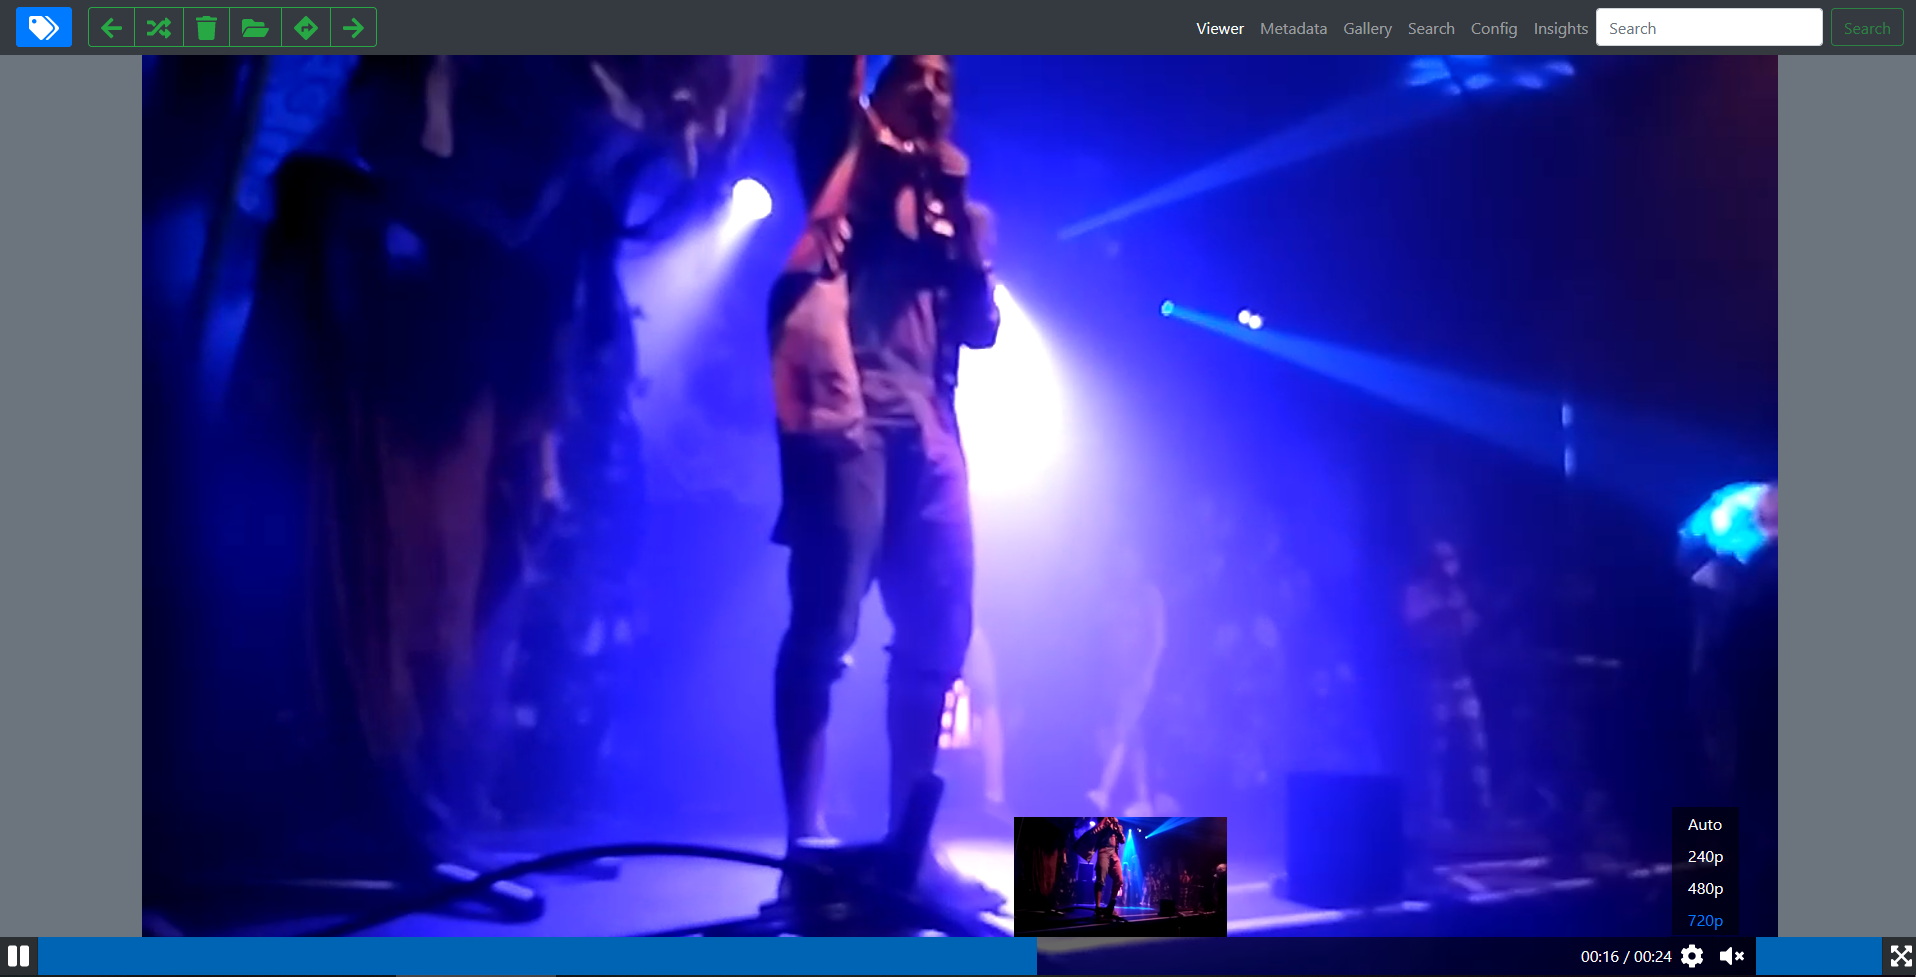 Viewer Metadata Gallery Search Config Insights Search Search
Auto
240p
480p
720p
00:16 / 00:24